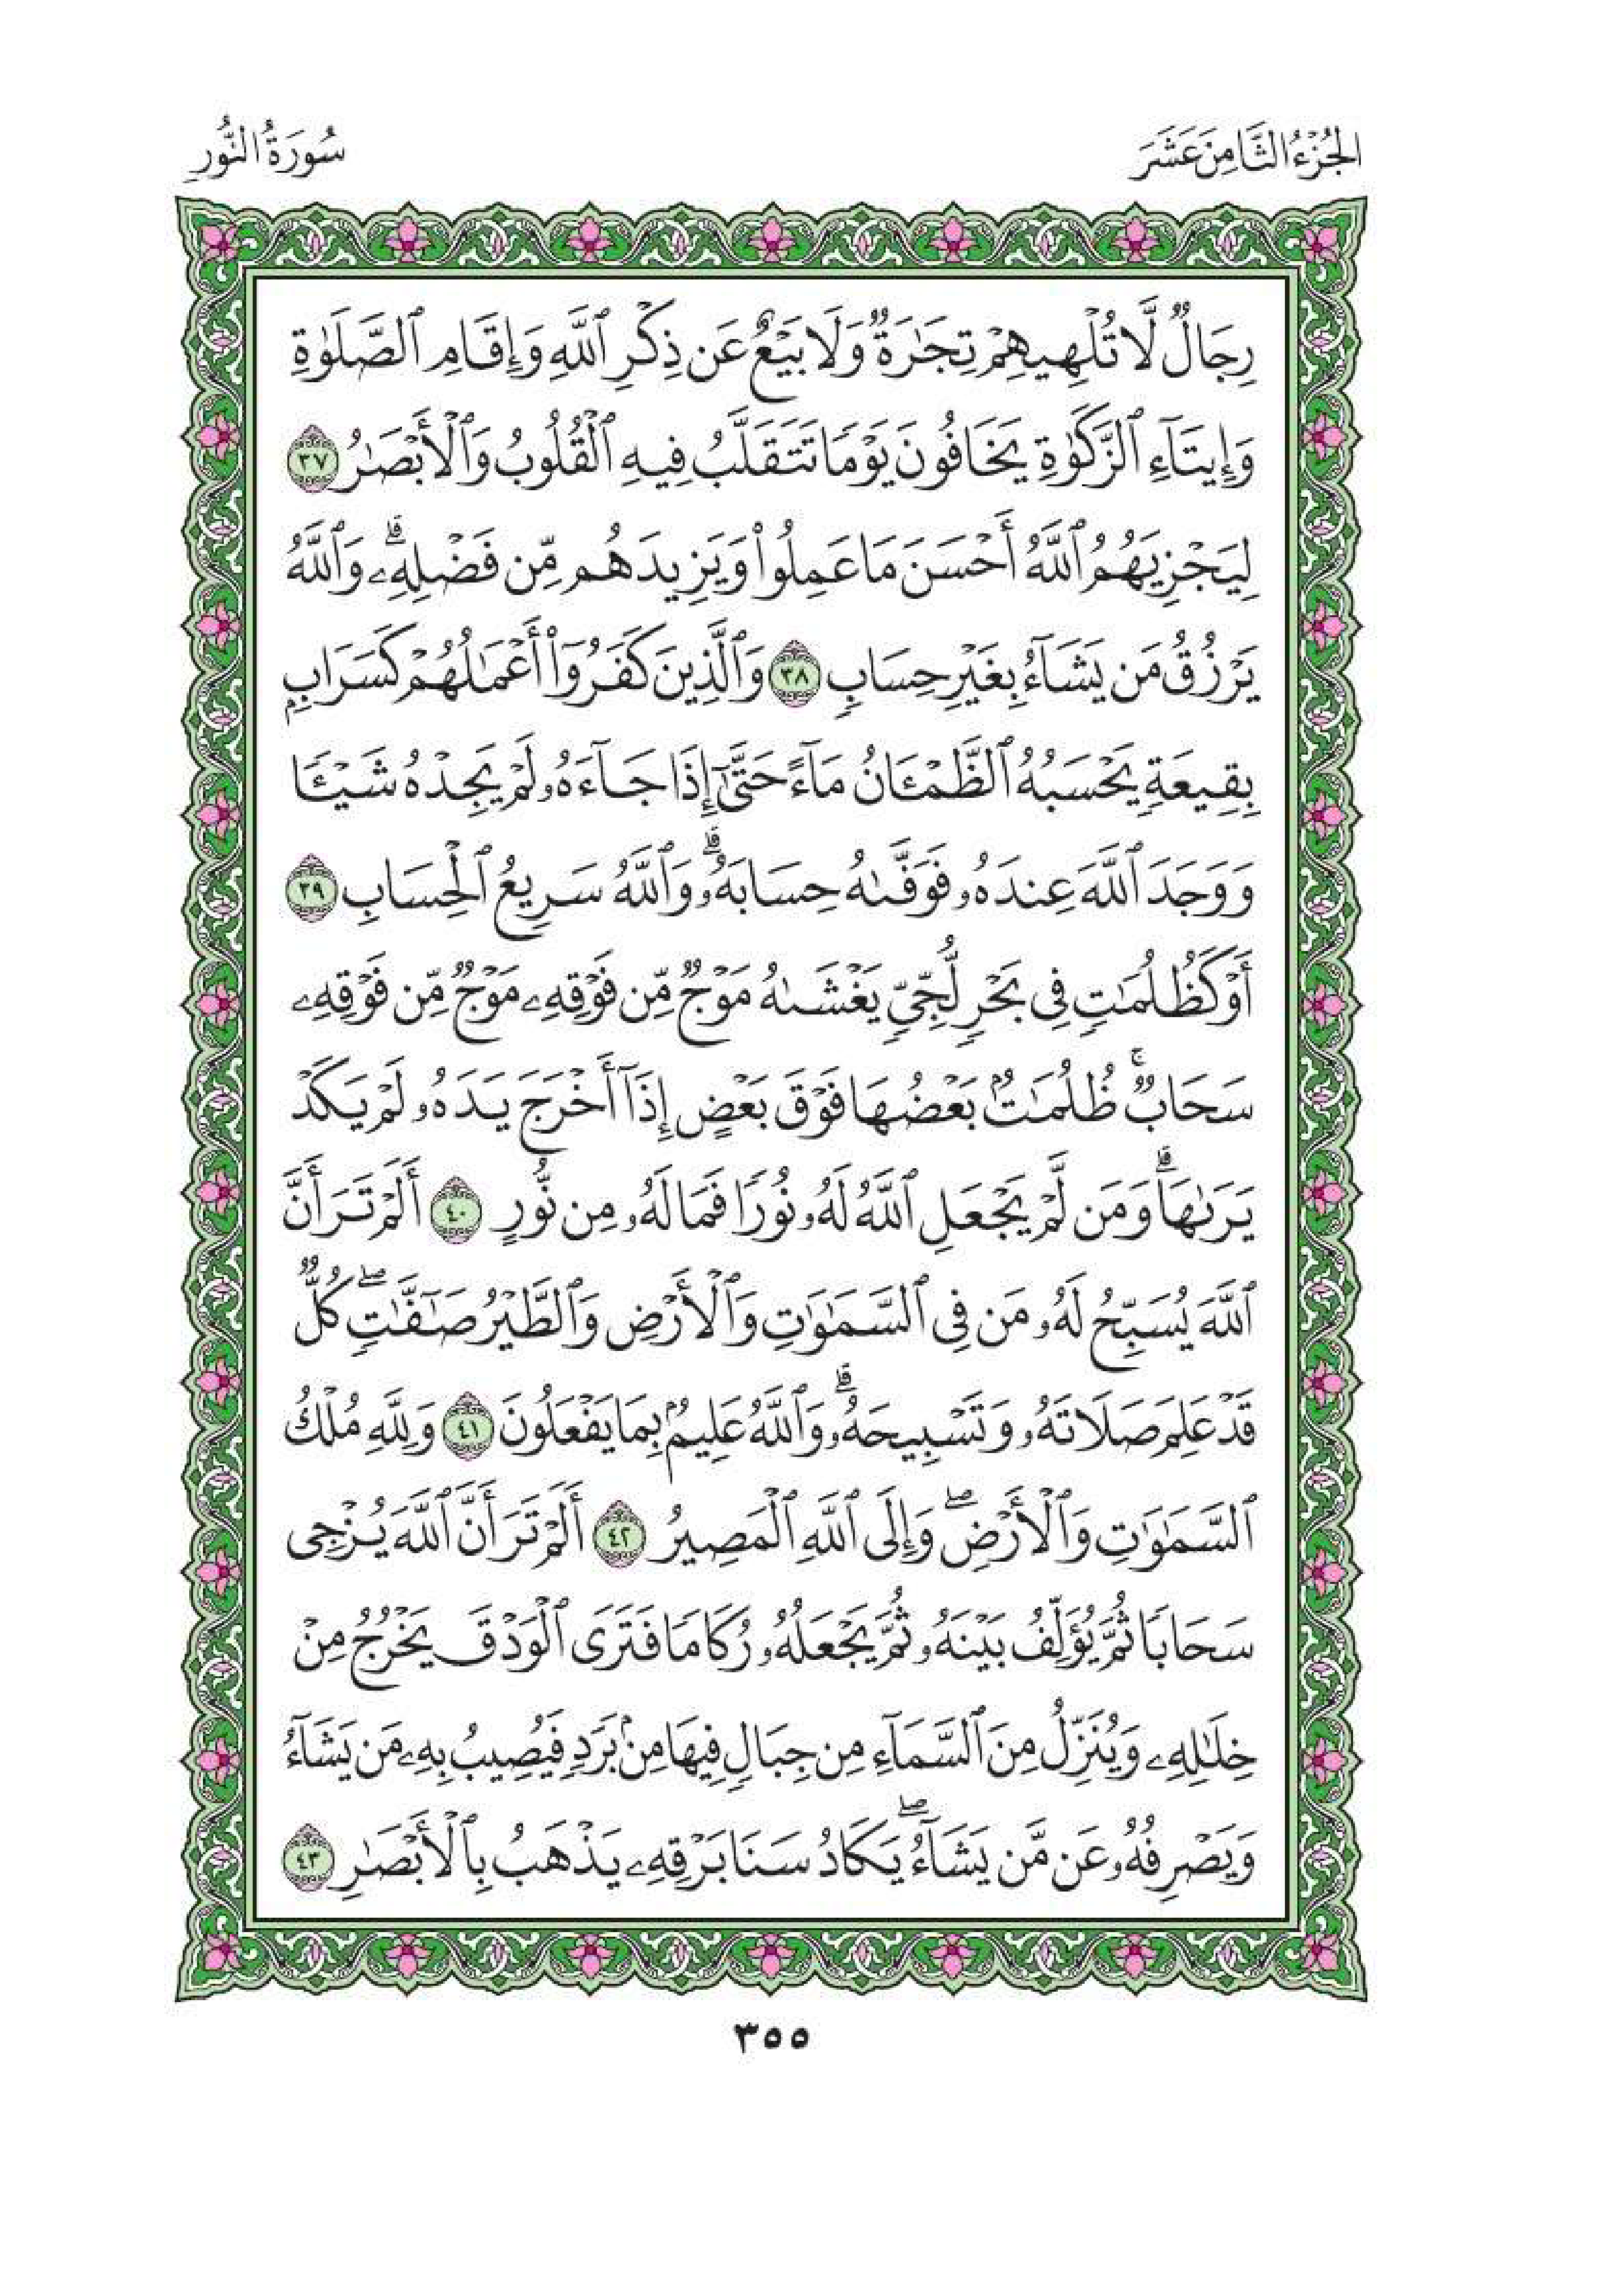 الجُزْءُ الثَّامِنَ عَشَرَ
سُورَةُ النُّورِ
رِجَالٌ لَّا تُلْهِيهِمْ تِجَٰرَةٌ وَلَا بَيْعٌ عَن ذِكْرِ ٱللَّهِ وَإِقَامِ ٱلصَّلَوٰةِ
وَإِيتَآءِ ٱلزَّكَوٰةِ يَخَافُونَ يَوْمًا تَتَقَلَّبُ فِيهِ ٱلْقُلُوبُ وَٱلْأَبْصَٰرُ ٣٧
لِيَجْزِيَهُمُ ٱللَّهُ أَحْسَنَ مَا عَمِلُوا۟ وَيَزِيدَهُم مِّن فَضْلِهِۦ ۗ وَٱللَّهُ
يَرْزُقُ مَن يَشَآءُ بِغَيْرِ حِسَابٍ ٣٨ وَٱلَّذِينَ كَفَرُوٓا۟ أَعْمَٰلُهُمْ كَسَرَابٍۭ
بِقِيعَةٍ يَحْسَبُهُ ٱلظَّمْـَٔانُ مَآءً حَتَّىٰٓ إِذَا جَآءَهُۥ لَمْ يَجِدْهُ شَيْـًٔا
وَوَجَدَ ٱللَّهَ عِندَهُۥ فَوَفَّىٰهُ حِسَابَهُۥ ۗ وَٱللَّهُ سَرِيعُ ٱلْحِسَابِ ٣٩
أَوْ كَظُلُمَٰتٍ فِى بَحْرٍ لُّجِّىٍّ يَغْشَىٰهُ مَوْجٌ مِّن فَوْقِهِۦ مَوْجٌ مِّن فَوْقِهِۦ
سَحَابٌ ۚ ظُلُمَٰتٌۢ بَعْضُهَا فَوْقَ بَعْضٍ إِذَآ أَخْرَجَ يَدَهُۥ لَمْ يَكَدْ
يَرَىٰهَا ۗ وَمَن لَّمْ يَجْعَلِ ٱللَّهُ لَهُۥ نُورًا فَمَا لَهُۥ مِن نُّورٍ ٤٠ أَلَمْ تَرَ أَنَّ
ٱللَّهَ يُسَبِّحُ لَهُۥ مَن فِى ٱلسَّمَٰوَٰتِ وَٱلْأَرْضِ وَٱلطَّيْرُ صَٰٓفَّٰتٍ ۖ كُلٌّ
قَدْ عَلِمَ صَلَاتَهُۥ وَتَسْبِيحَهُۥ ۗ وَٱللَّهُ عَلِيمٌۢ بِمَا يَفْعَلُونَ ٤١ وَلِلَّهِ مُلْكُ
ٱلسَّمَٰوَٰتِ وَٱلْأَرْضِ ۖ وَإِلَى ٱللَّهِ ٱلْمَصِيرُ ٤٢ أَلَمْ تَرَ أَنَّ ٱللَّهَ يُزْجِى
سَحَابًا ثُمَّ يُؤَلِّفُ بَيْنَهُۥ ثُمَّ يَجْعَلُهُۥ رُكَامًا فَتَرَى ٱلْوَدْقَ يَخْرُجُ مِنْ
خِلَٰلِهِۦ وَيُنَزِّلُ مِنَ ٱلسَّمَآءِ مِن جِبَالٍ فِيهَا مِنۢ بَرَدٍ فَيُصِيبُ بِهِۦ مَن يَشَآءُ
وَيَصْرِفُهُۥ عَن مَّن يَشَآءُ ۖ يَكَادُ سَنَا بَرْقِهِۦ يَذْهَبُ بِٱلْأَبْصَٰرِ ٤٣
٣٥٥